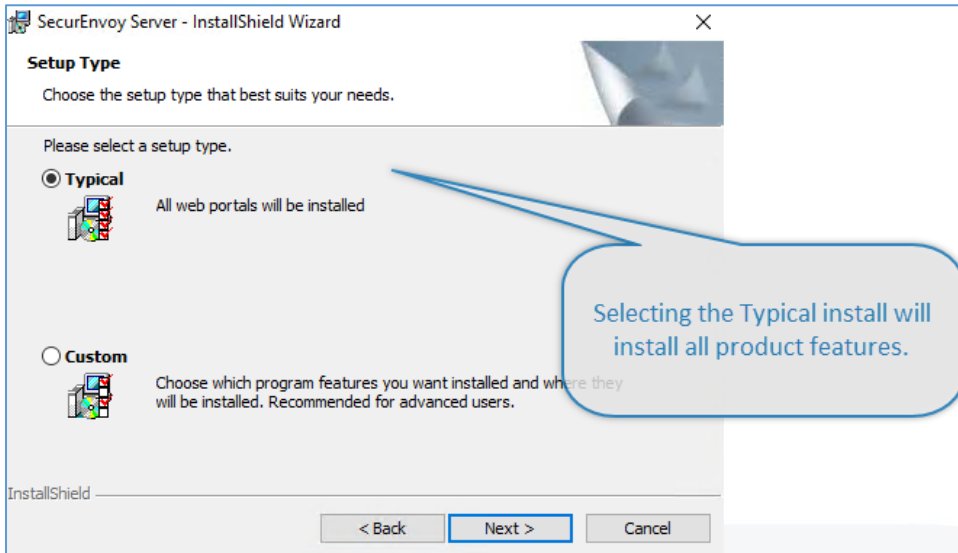 SecurEnvoy Server - InstallShield Wizard
Setup Type
Choose the setup type that best suits your needs.
Please select a setup type.
Typical
All web portals will be installed
Selecting the Typical install will
install all product features.
Custom
Choose which program features you want installed and where they
will be installed. Recommended for advanced users.
InstallShield
< Back
Next >
Cancel